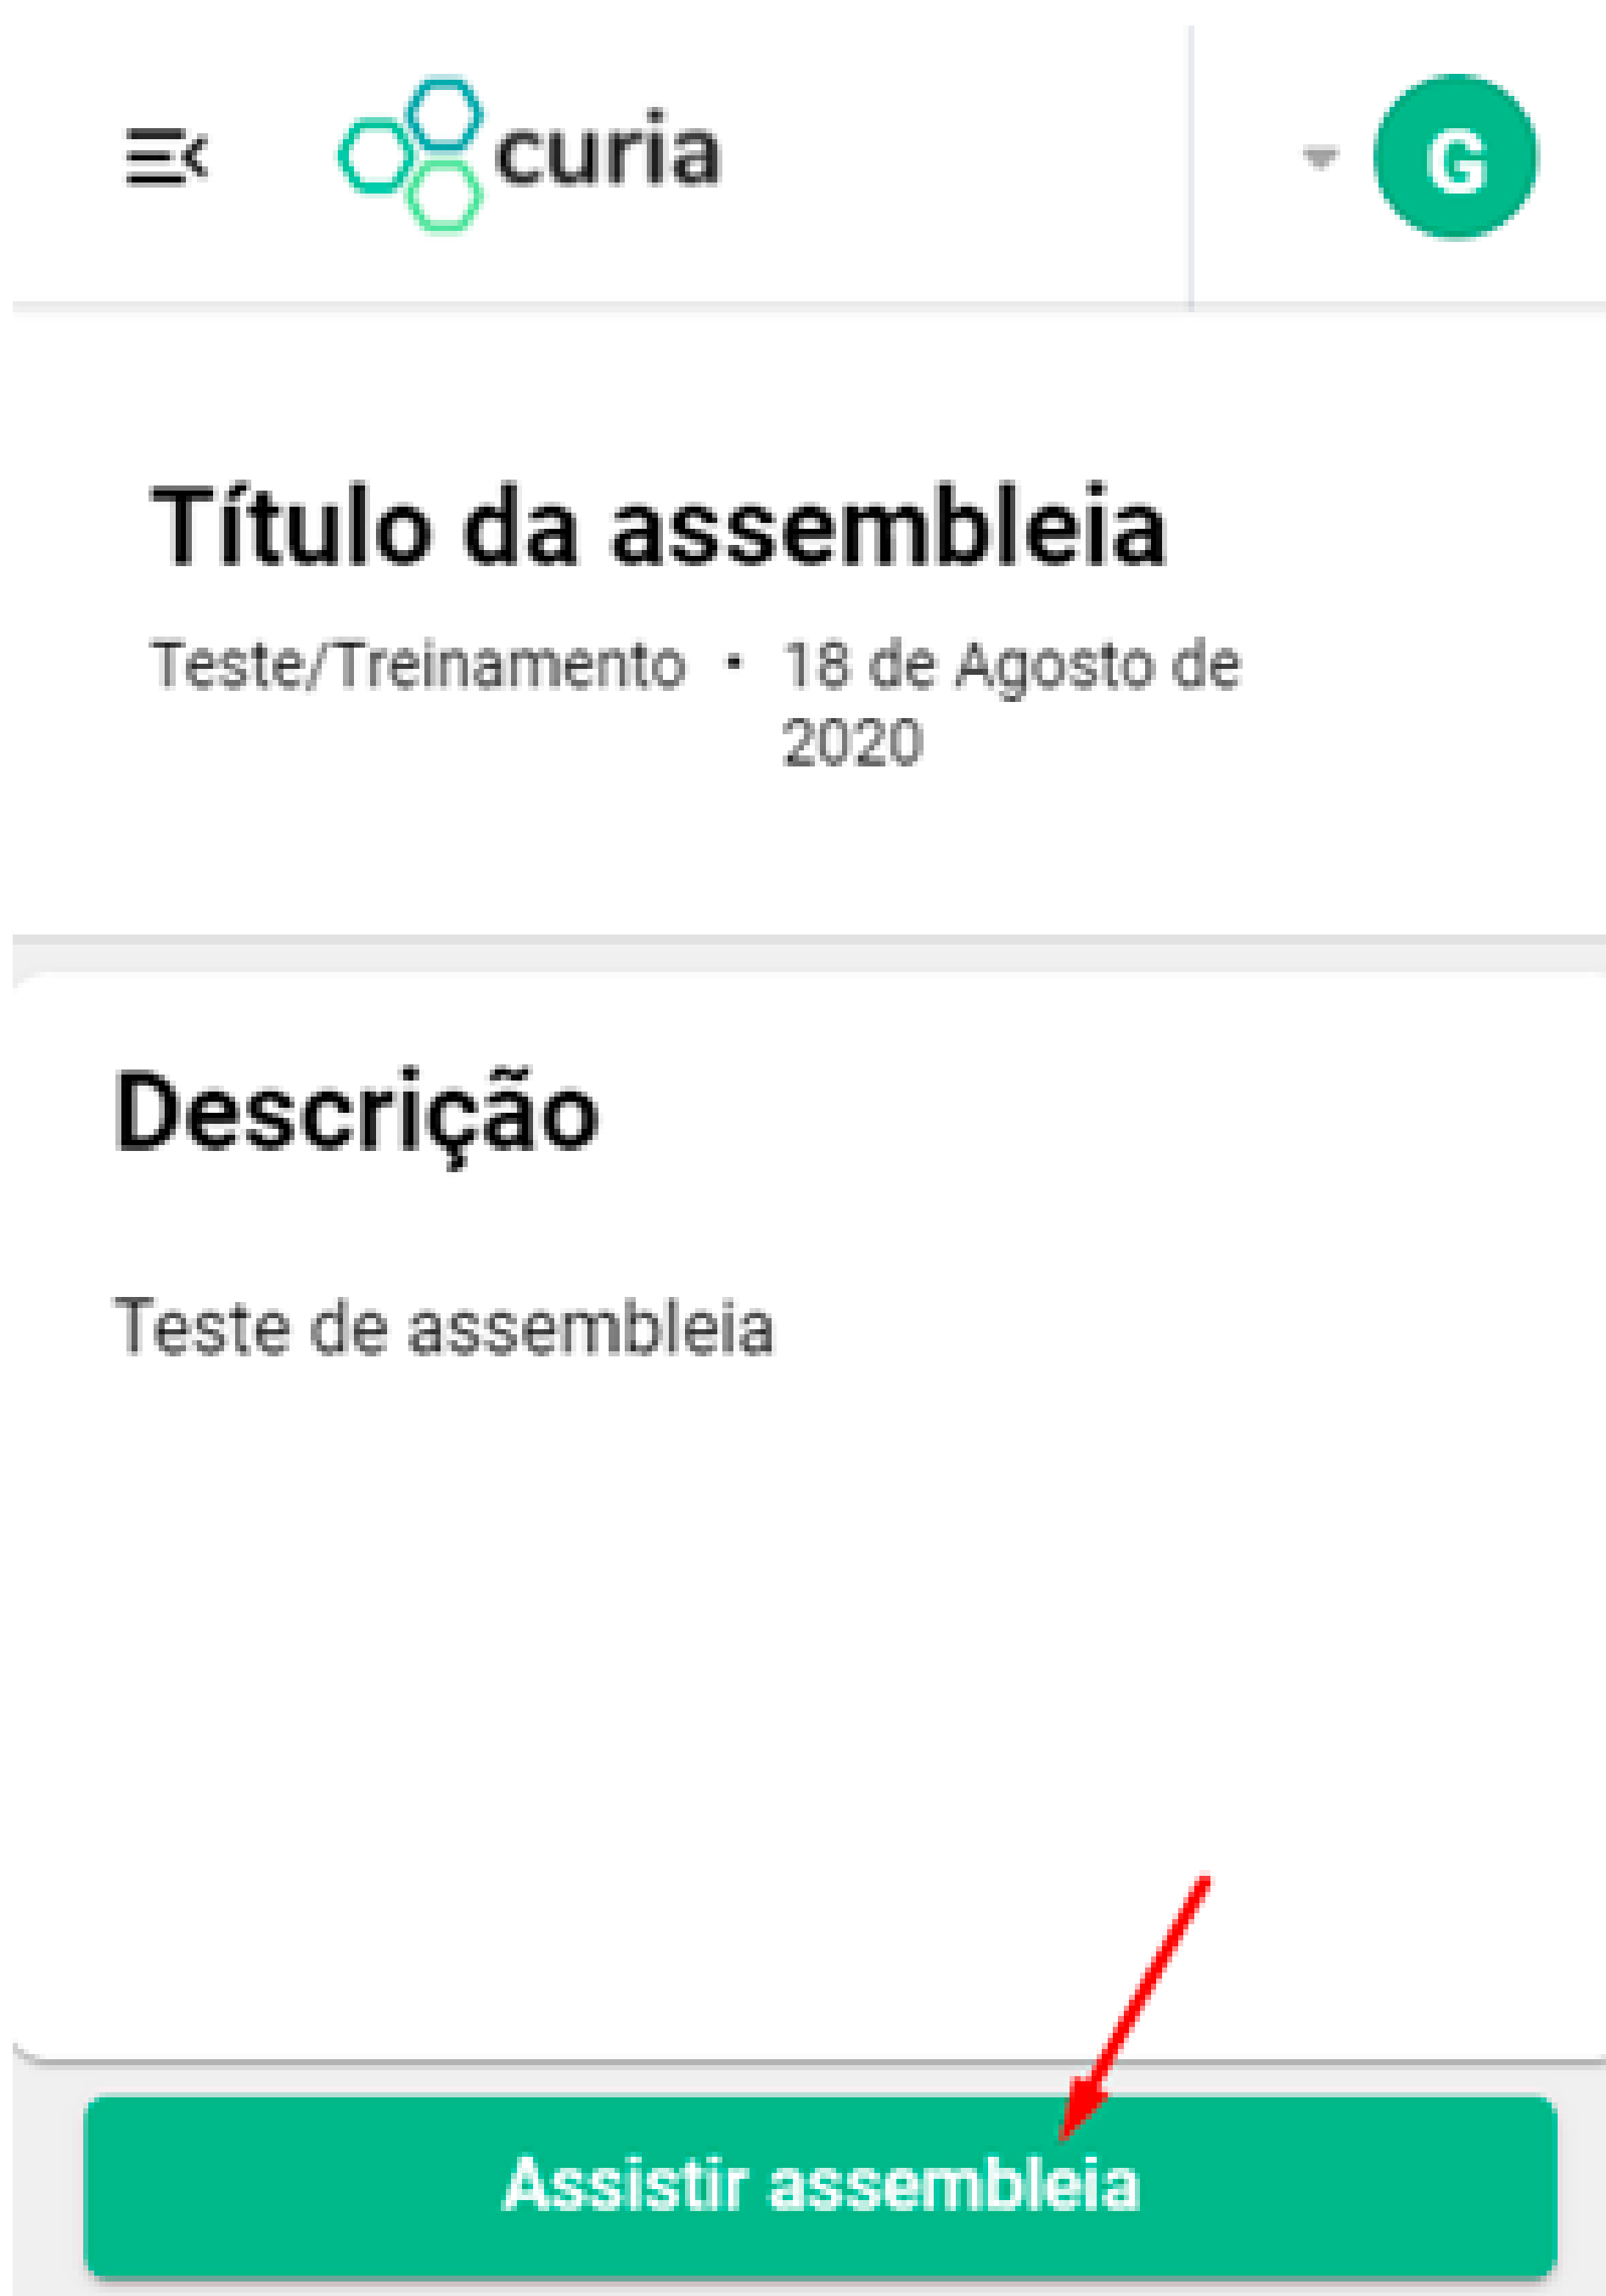 curia
G
Título da assembleia
Teste/Treinamento · 18 de Agosto de
2020
Descrição
Teste de assembleia
Assistir assembleia